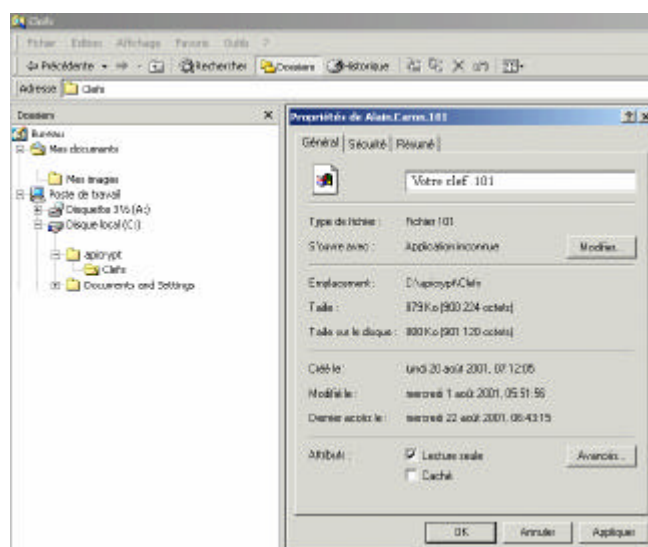 Clefs
Fichier Edition Affichage Favoris Outils ?
Précédente Rechercher Dossiers Historique
Adresse Clefs
Dossiers
Bureau
Mes documents
Mes images
Poste de travail
Disquette 3½ (A:)
Disque local (C:)
apicrypt
Clefs
Documents and Settings
Propriétés de Alain.Caron.101
Général Sécurité Résumé
Votre clef .101
Type de fichier : Fichier 101
S'ouvre avec : Application inconnue Modifier...
Emplacement : C:\apicrypt\Clefs
Taille : 879 Ko (900 224 octets)
Taille sur le disque : 880 Ko (901 120 octets)
Créé le : lundi 20 août 2001, 07:12:05
Modifié le : mercredi 1 août 2001, 05:51:56
Dernier accès le : mercredi 22 août 2001, 06:43:15
Attributs : Lecture seule Avancés...
Caché
OK Annuler Appliquer